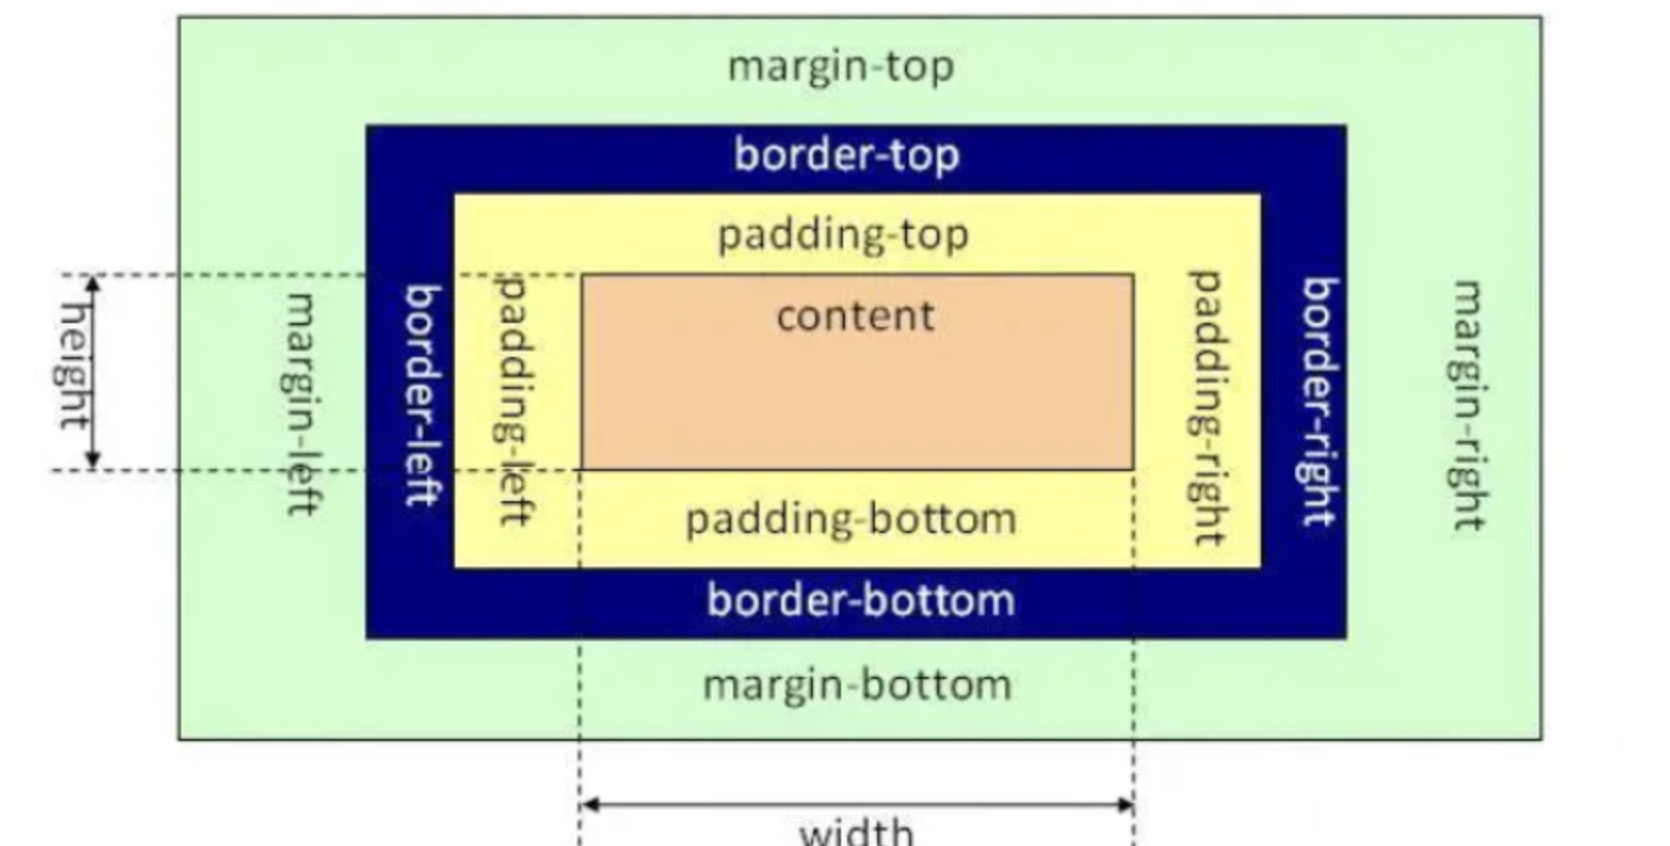 margin-top
border-top
padding-top
content
height
margin-left
border-left
padding-left
padding-right
border-right
margin-right
padding-bottom
border-bottom
margin-bottom
width